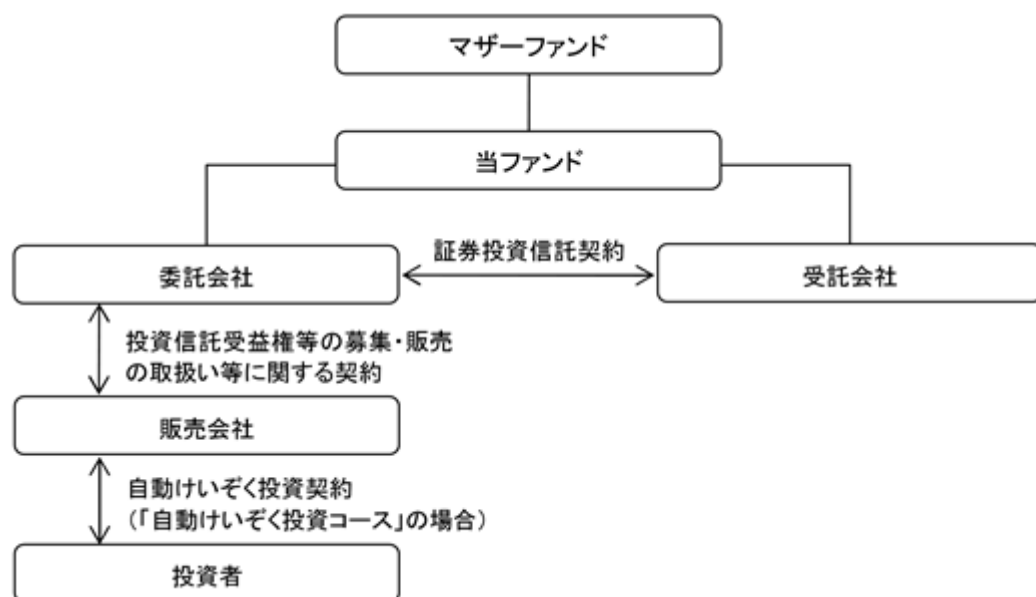 マザーファンド
当ファンド
証券投資信託契約
委託会社
受託会社
投資信託受益権等の募集・販売
の取扱い等に関する契約
販売会社
自動けいぞく投資契約
（「自動けいぞく投資コース」の場合）
投資者